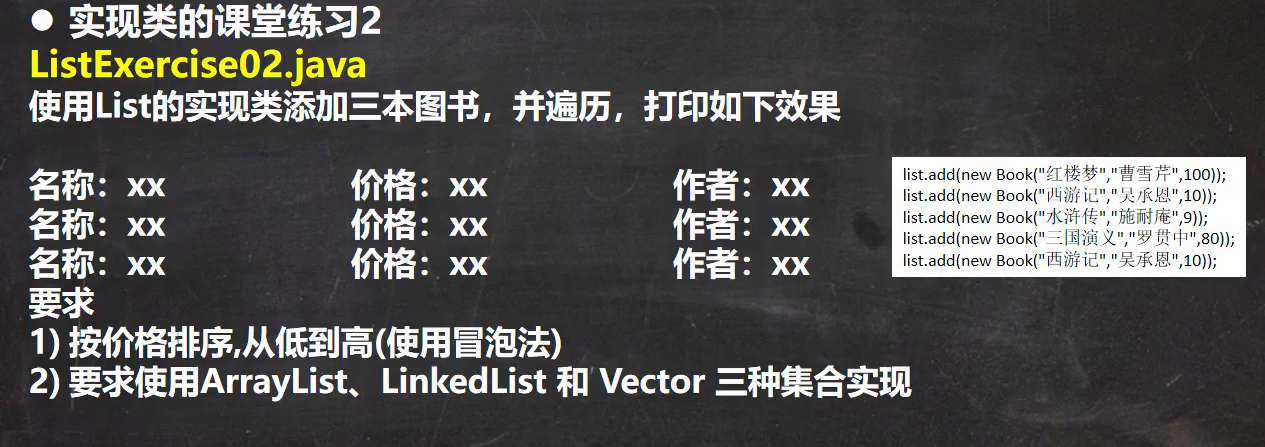 ● 实现类的课堂练习2
ListExercise02.java
使用List的实现类添加三本图书，并遍历，打印如下效果
名称：xx 价格：xx 作者：xx
名称：xx 价格：xx 作者：xx
名称：xx 价格：xx 作者：xx
list.add(new Book("红楼梦","曹雪芹",100));
list.add(new Book("西游记","吴承恩",10));
list.add(new Book("水浒传","施耐庵",9));
list.add(new Book("三国演义","罗贯中",80));
list.add(new Book("西游记","吴承恩",10));
要求
1) 按价格排序,从低到高(使用冒泡法)
2) 要求使用ArrayList、LinkedList 和 Vector 三种集合实现